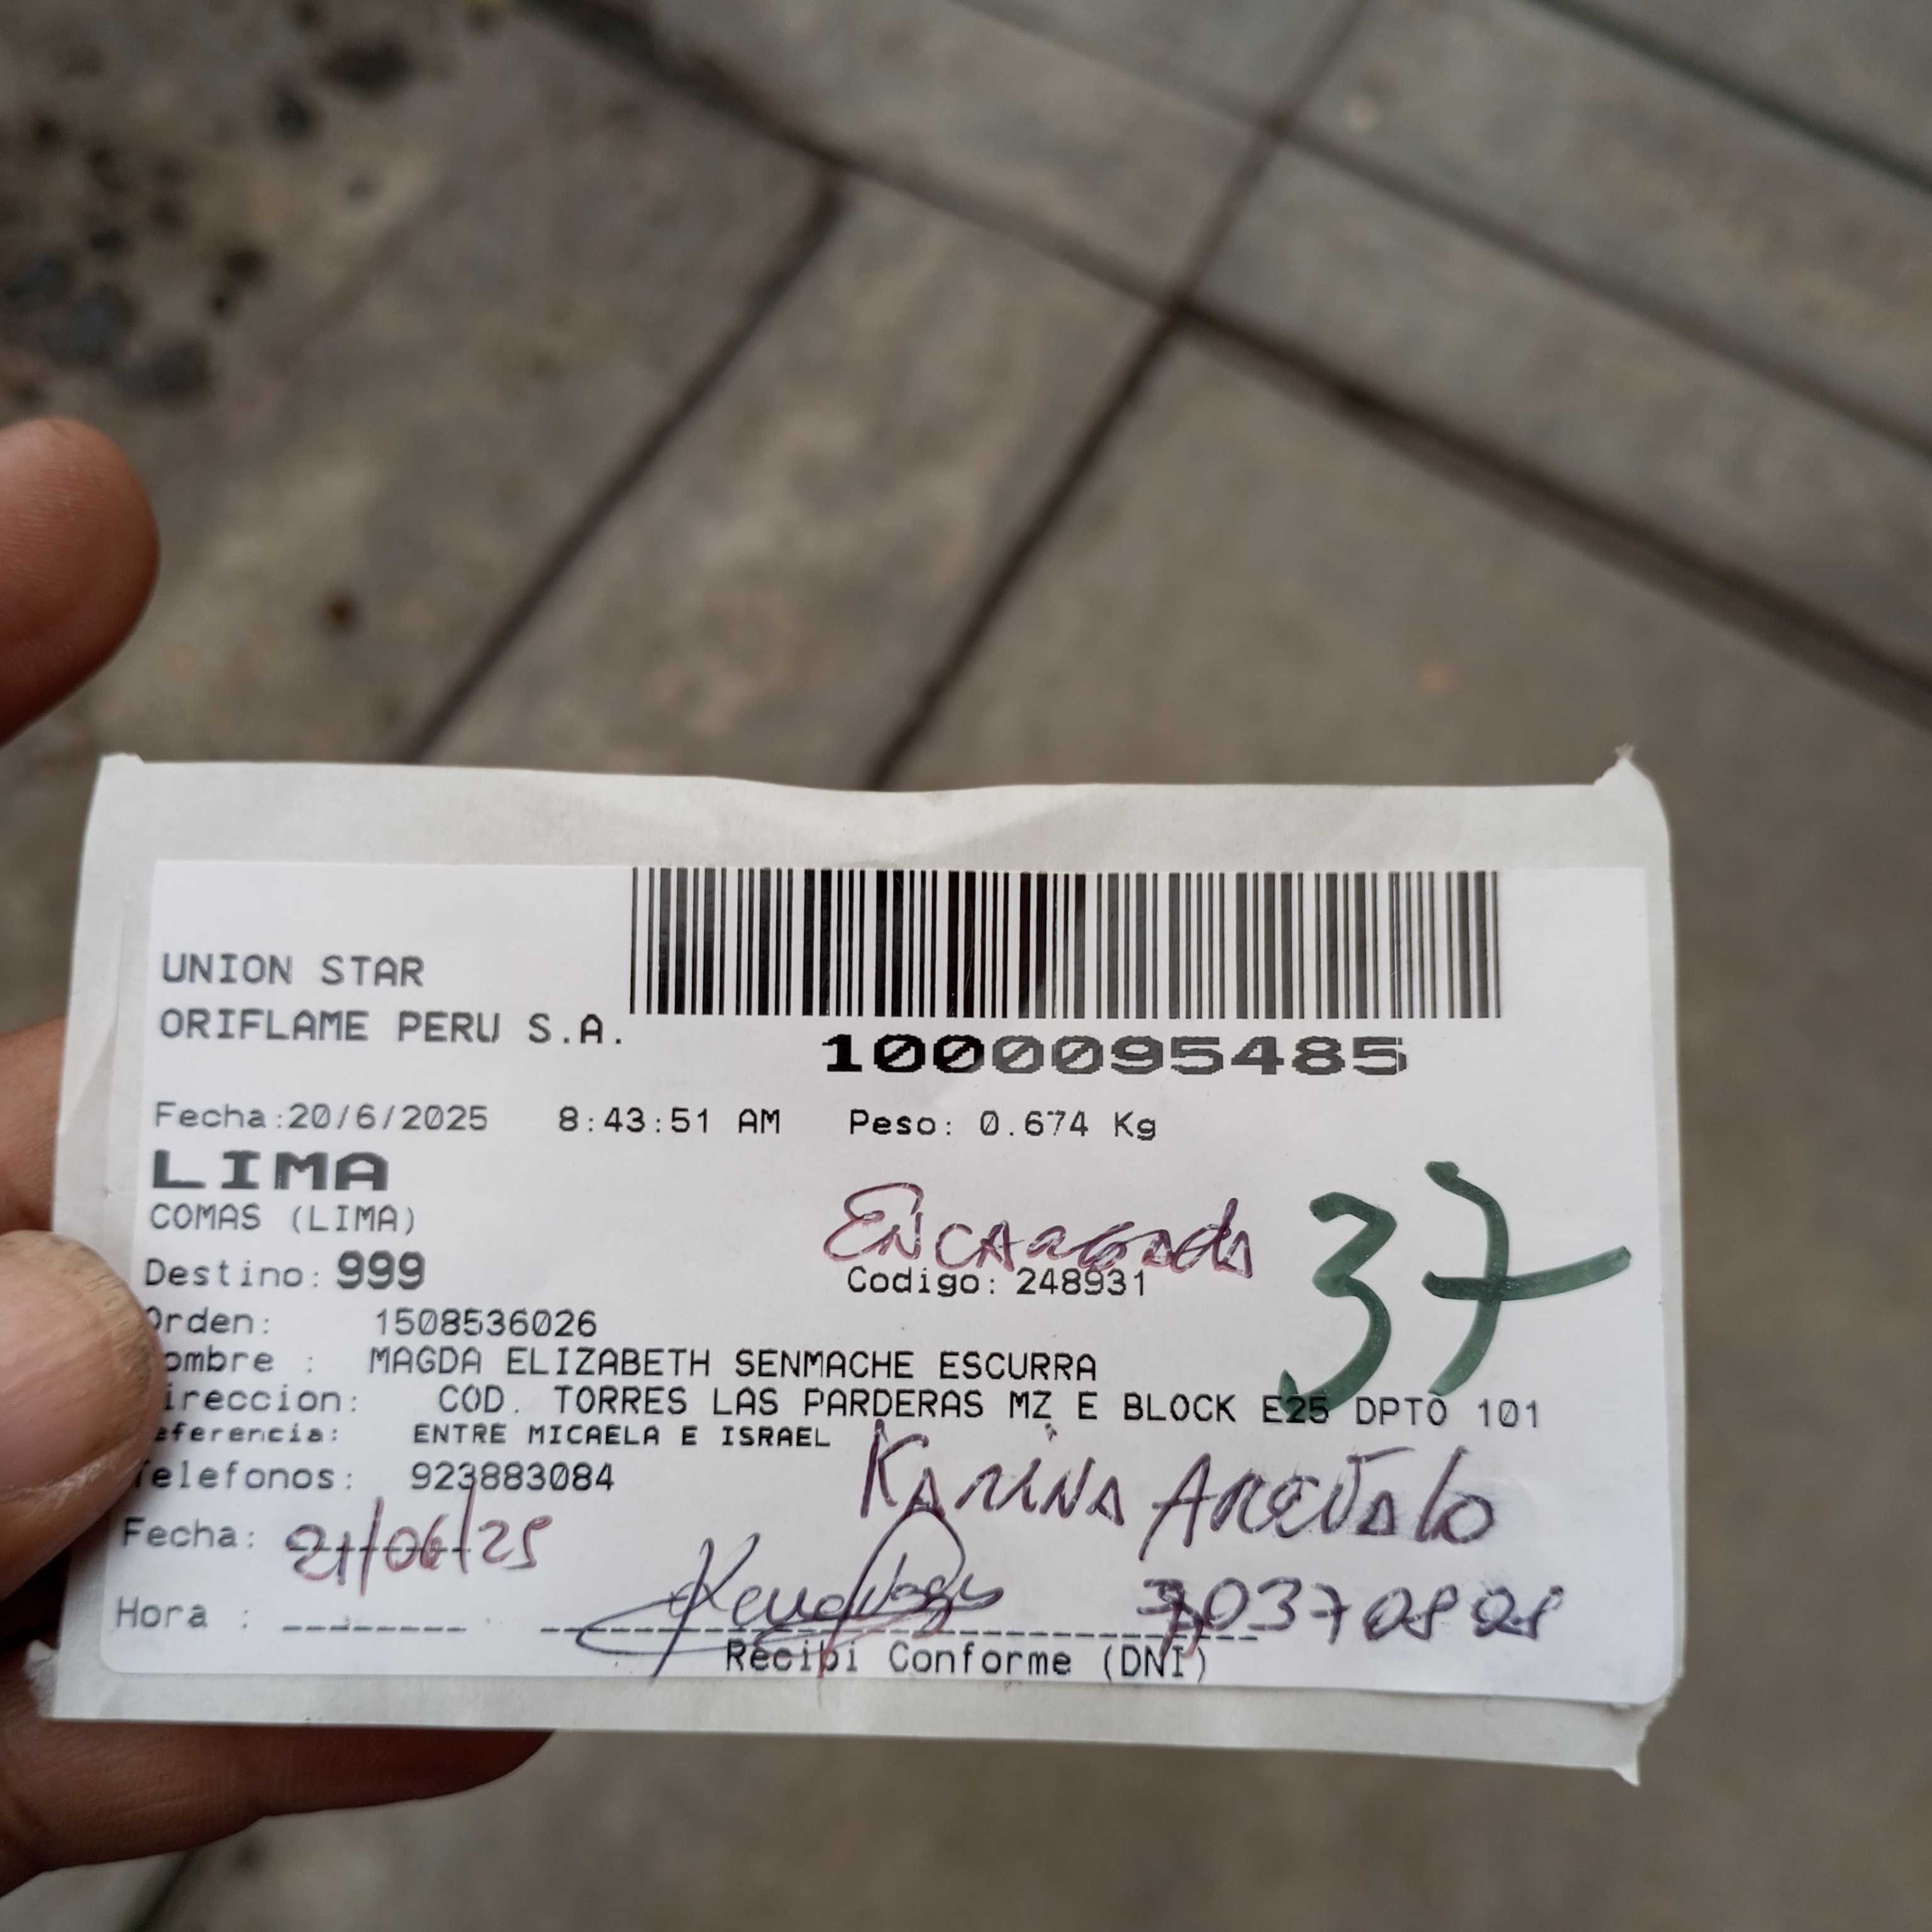 UNION STAR
ORIFLAME PERU S.A.
1000095485
Fecha:20/6/2025 8:43:51 AM Peso: 0.674 Kg
LIMA
COMAS (LIMA)
ENCARGADA
37
Destino: 999 Codigo: 248931
Orden: 1508536026
ombre : MAGDA ELIZABETH SENMACHE ESCURRA
ireccion: COD. TORRES LAS PARDERAS MZ E BLOCK E25 DPTO 101
eferencia: ENTRE MICAELA E ISRAEL
Telefonos: 923883084
KARINA AREVALO
Fecha: 21/06/25
Hora :
Recibi Conforme (DNI)